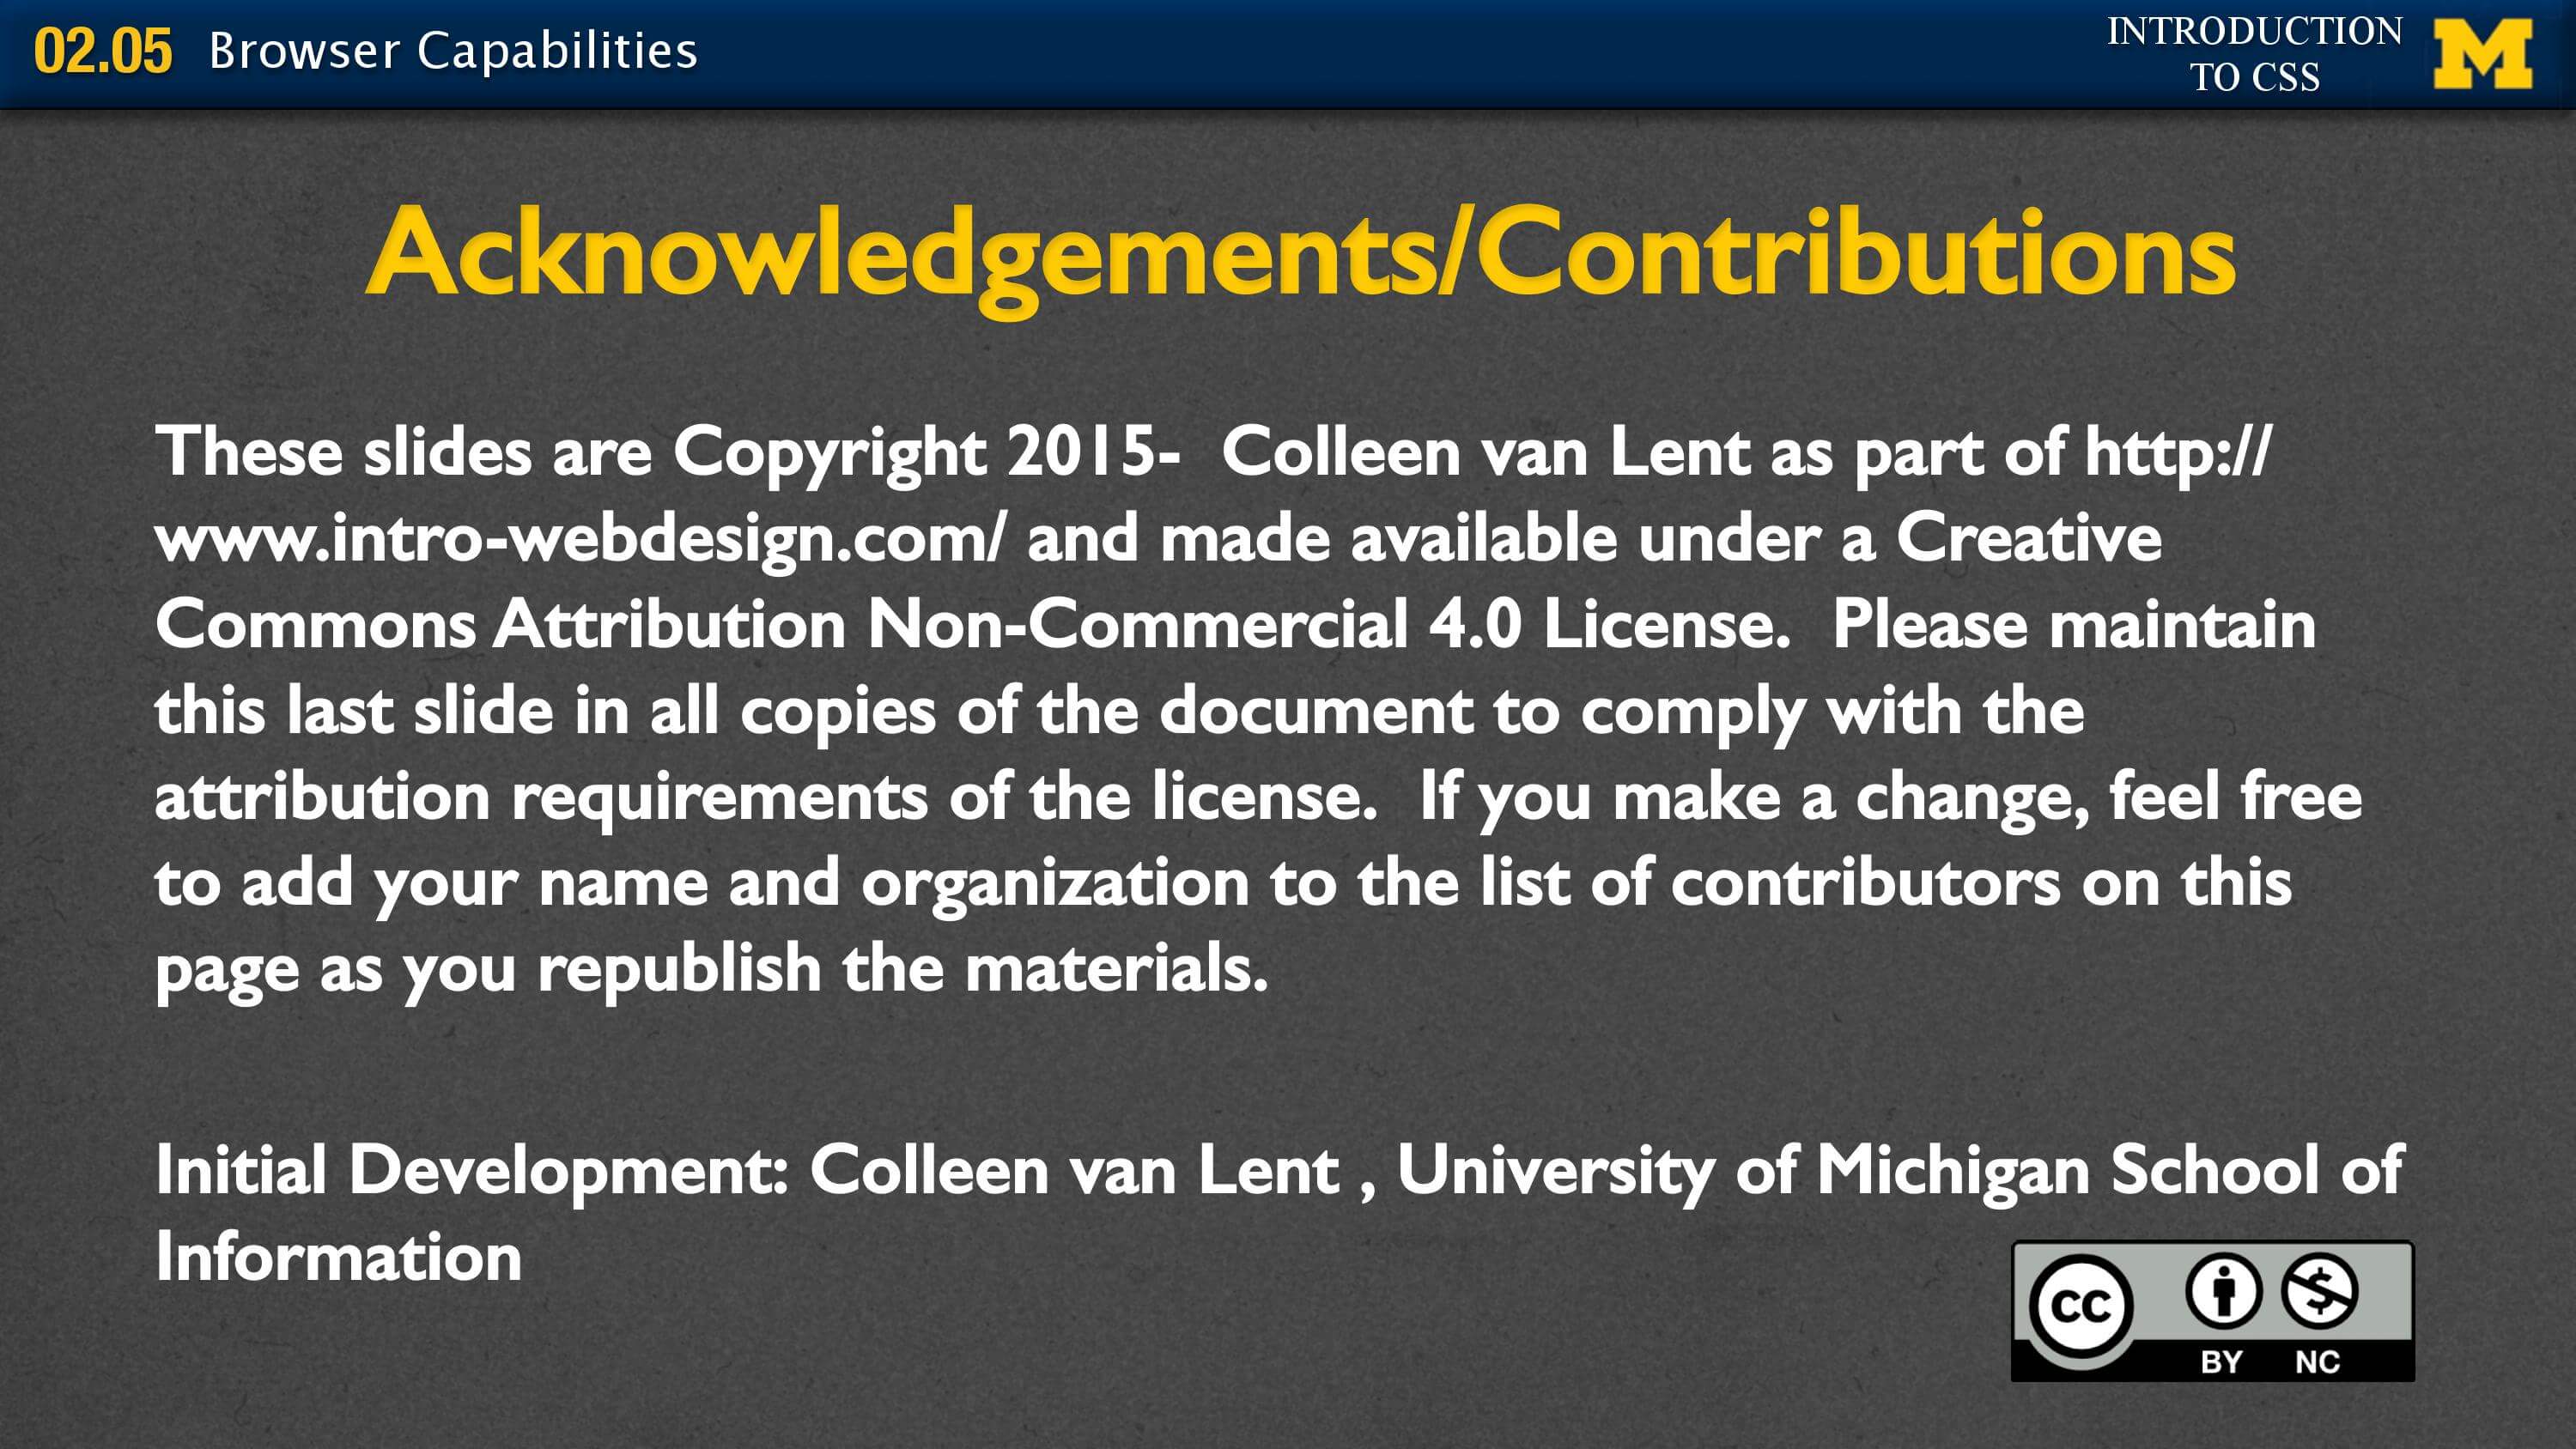 02.05 Browser Capabilities
INTRODUCTION
TO CSS
M
Acknowledgements/Contributions
These slides are Copyright 2015-  Colleen van Lent as part of http://
www.intro-webdesign.com/ and made available under a Creative
Commons Attribution Non-Commercial 4.0 License.  Please maintain
this last slide in all copies of the document to comply with the
attribution requirements of the license.  If you make a change, feel free
to add your name and organization to the list of contributors on this
page as you republish the materials.
Initial Development: Colleen van Lent , University of Michigan School of
Information
cc
BY NC